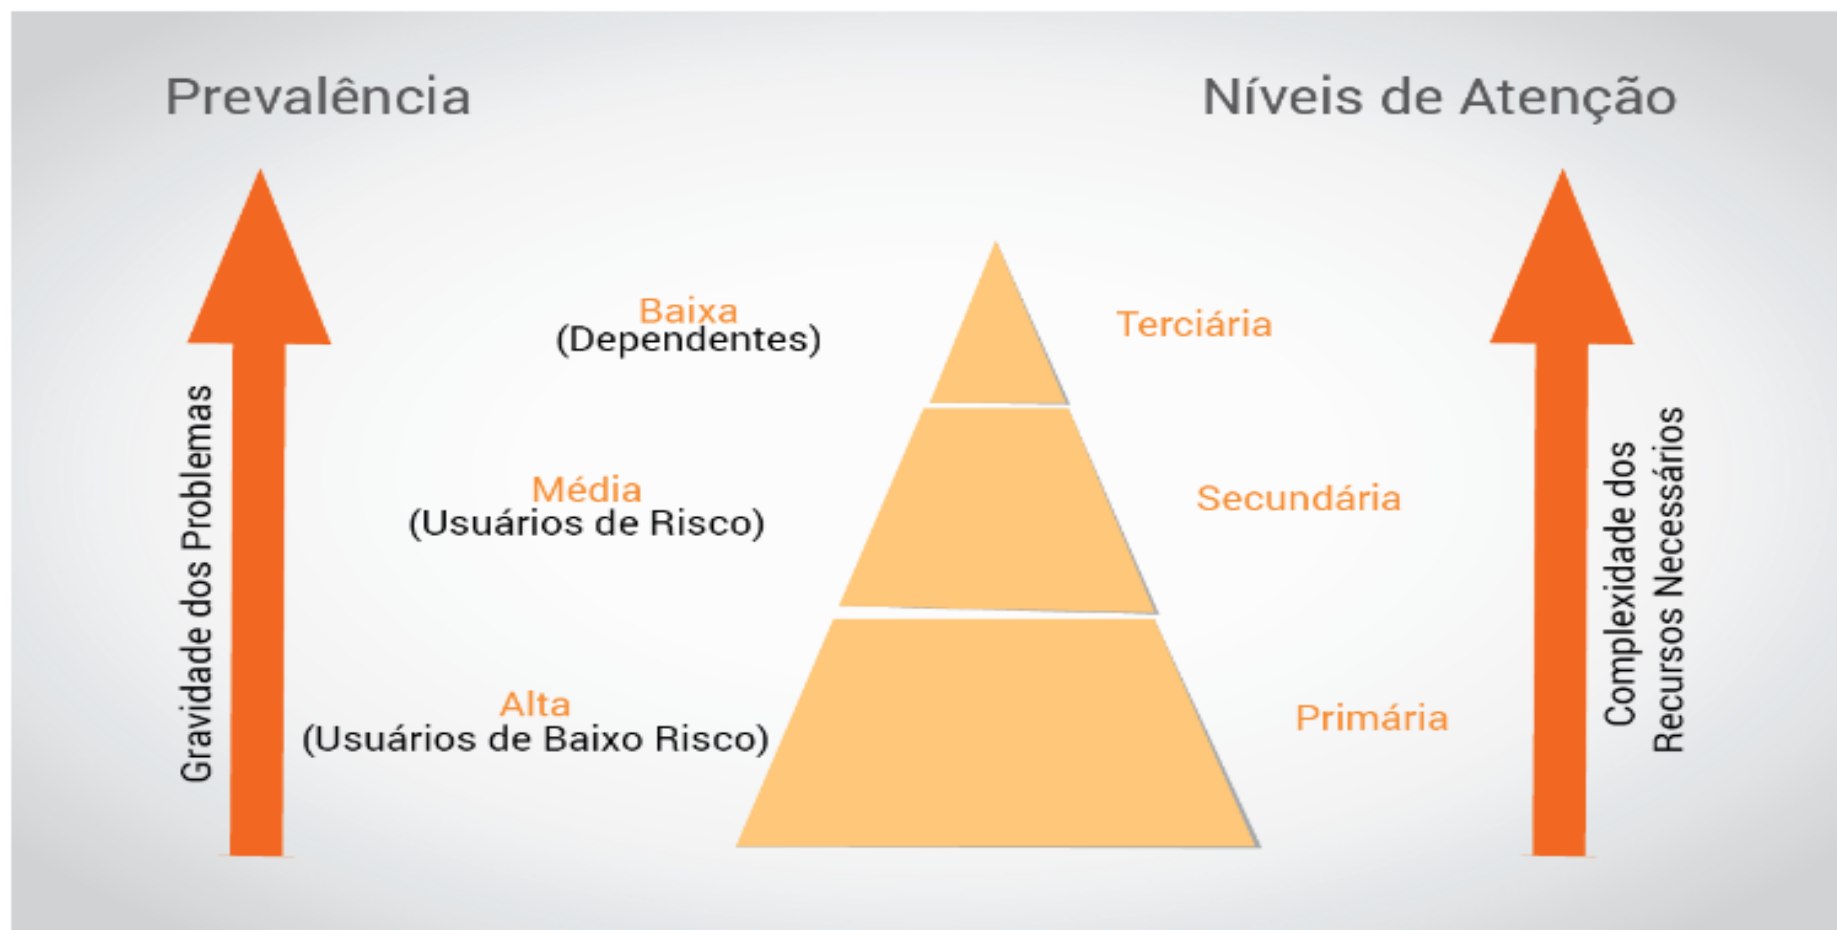 Prevalência
Níveis de Atenção
Baixa
(Dependentes)
Terciária
Média
(Usuários de Risco)
Secundária
Alta
(Usuários de Baixo Risco)
Primária
Gravidade dos Problemas
Complexidade dos
Recursos Necessários